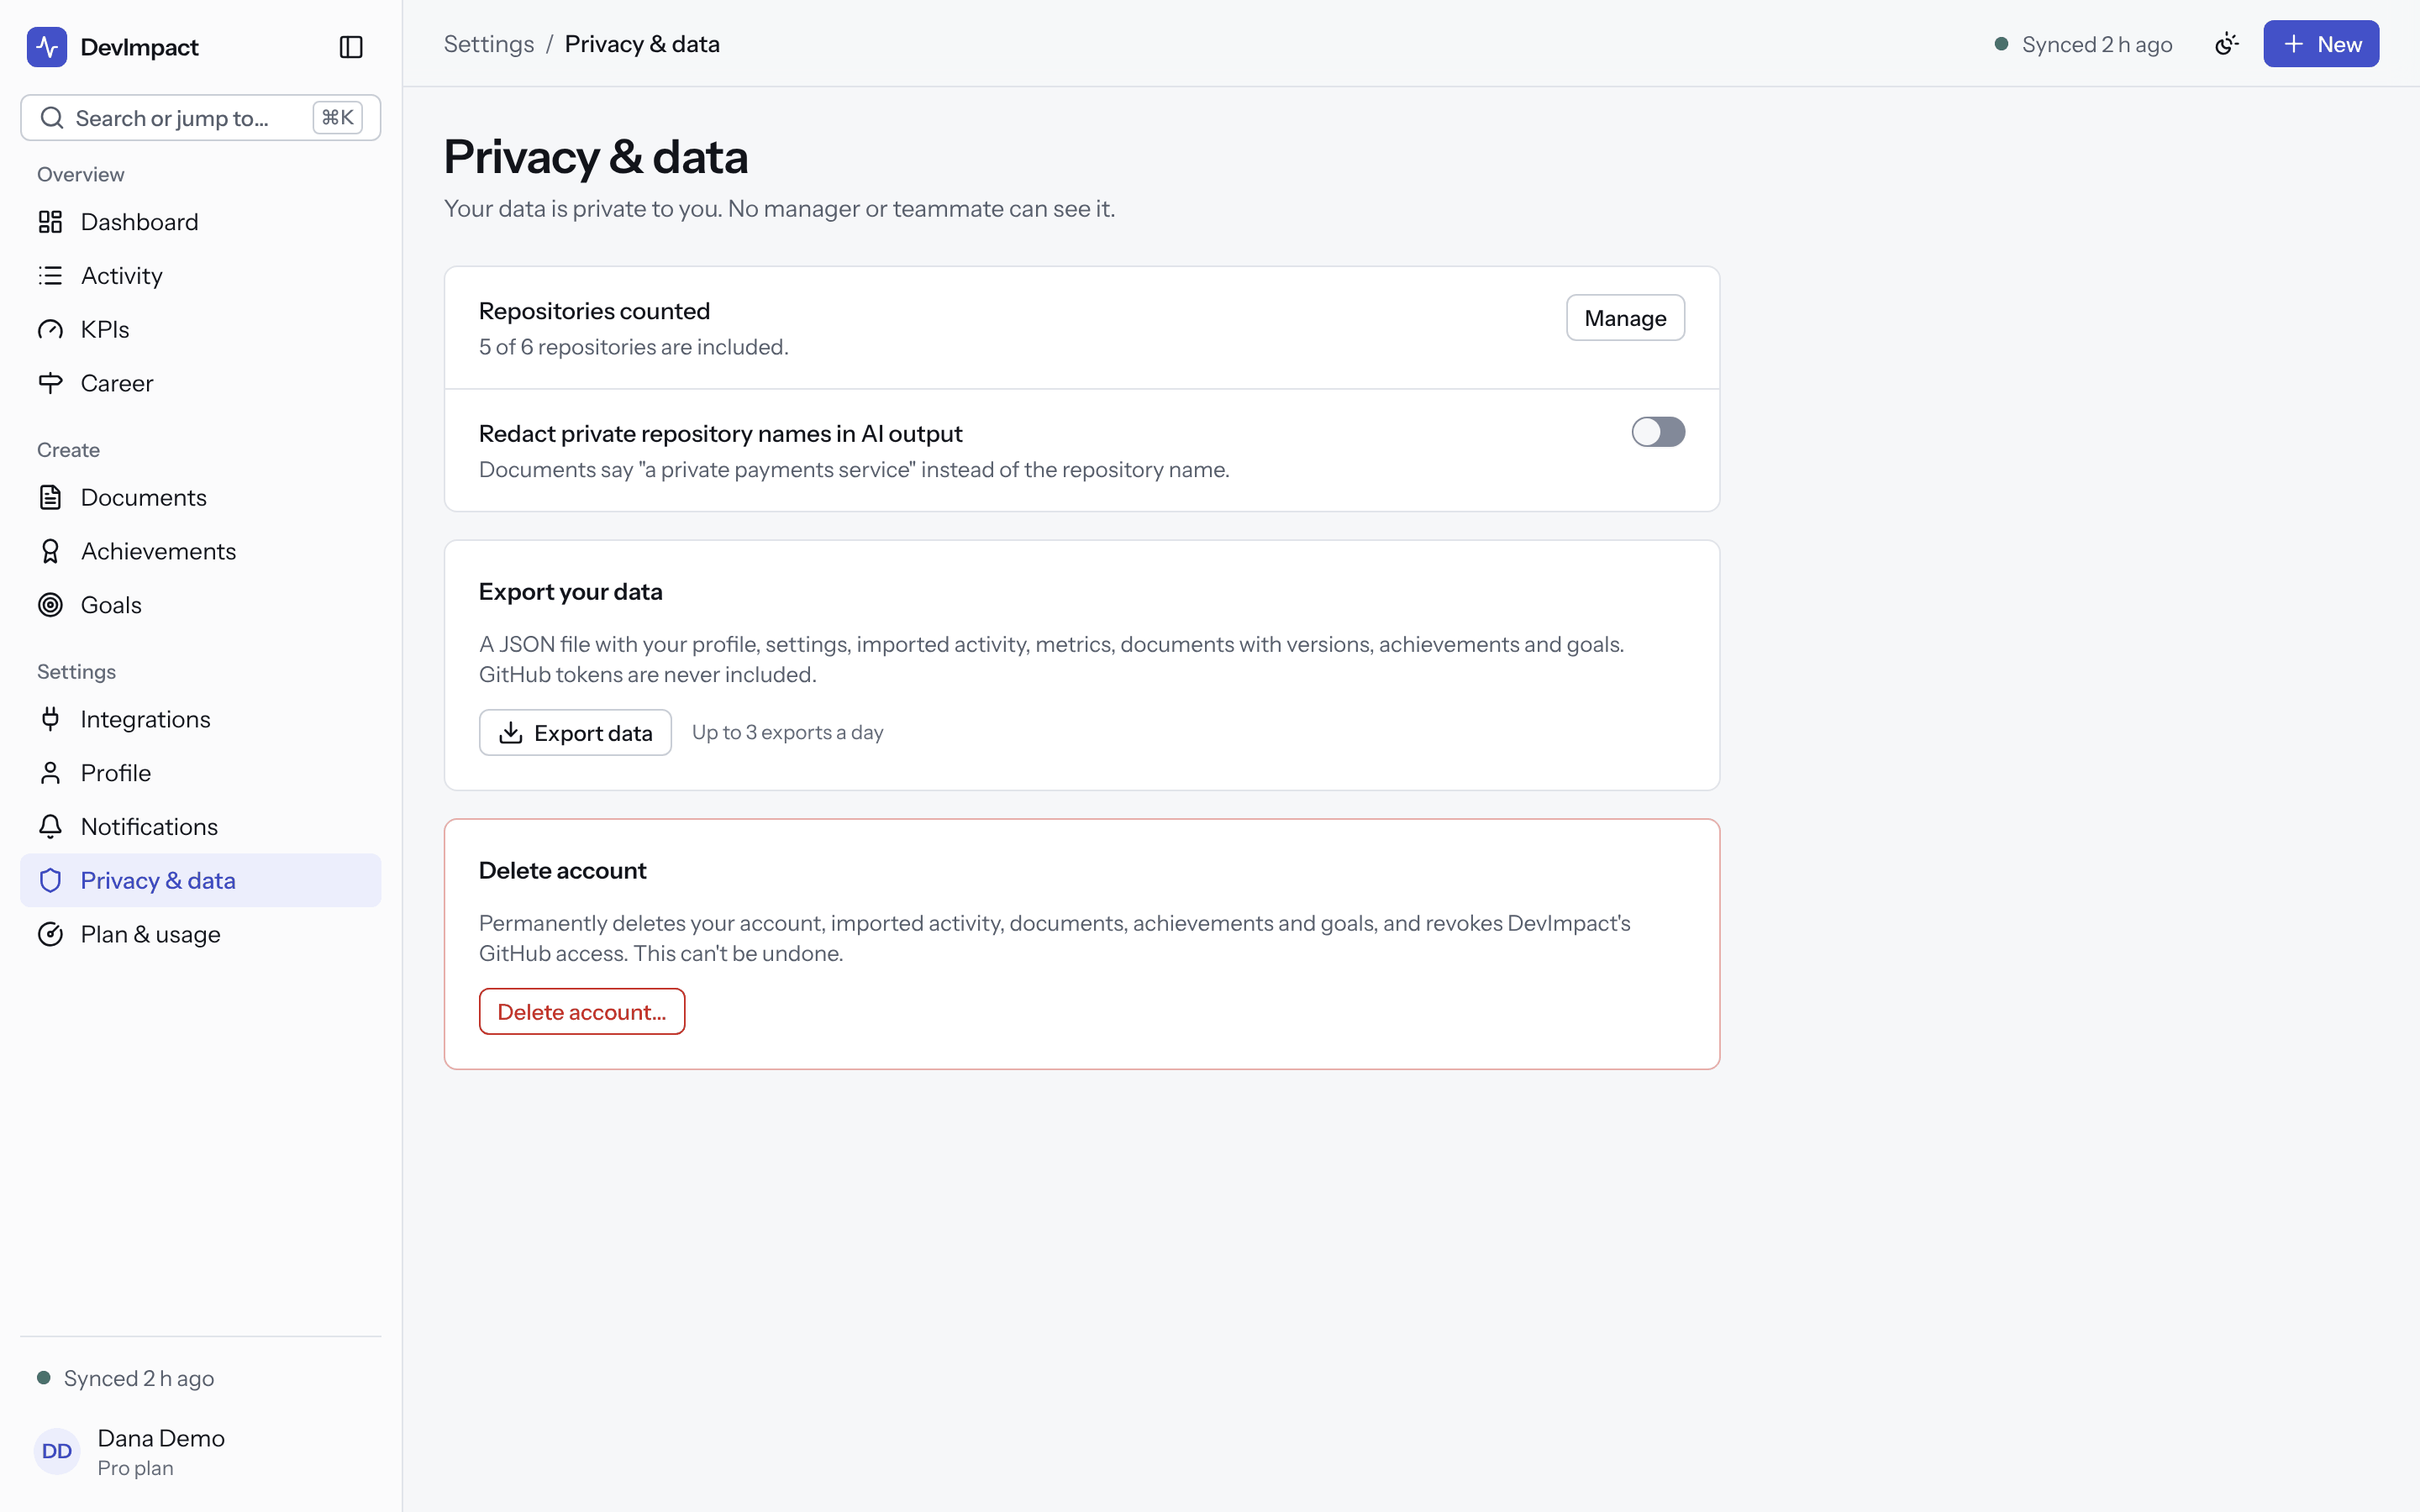 DevImpact
Search or jump to...
⌘K
Overview
Dashboard
Activity
KPIs
Career
Create
Documents
Achievements
Goals
Settings
Integrations
Profile
Notifications
Privacy & data
Plan & usage
Synced 2 h ago
DD
Dana Demo
Pro plan
Settings / Privacy & data
Synced 2 h ago
New
Privacy & data
Your data is private to you. No manager or teammate can see it.
Repositories counted
5 of 6 repositories are included.
Manage
Redact private repository names in AI output
Documents say "a private payments service" instead of the repository name.
Export your data
A JSON file with your profile, settings, imported activity, metrics, documents with versions, achievements and goals.
GitHub tokens are never included.
Export data
Up to 3 exports a day
Delete account
Permanently deletes your account, imported activity, documents, achievements and goals, and revokes DevImpact's
GitHub access. This can't be undone.
Delete account...